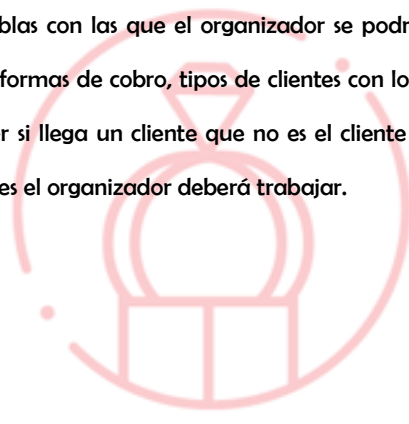 blas con las que el organizador se podr
formas de cobro, tipos de clientes con lo
r si llega un cliente que no es el cliente
es el organizador deberá trabajar.